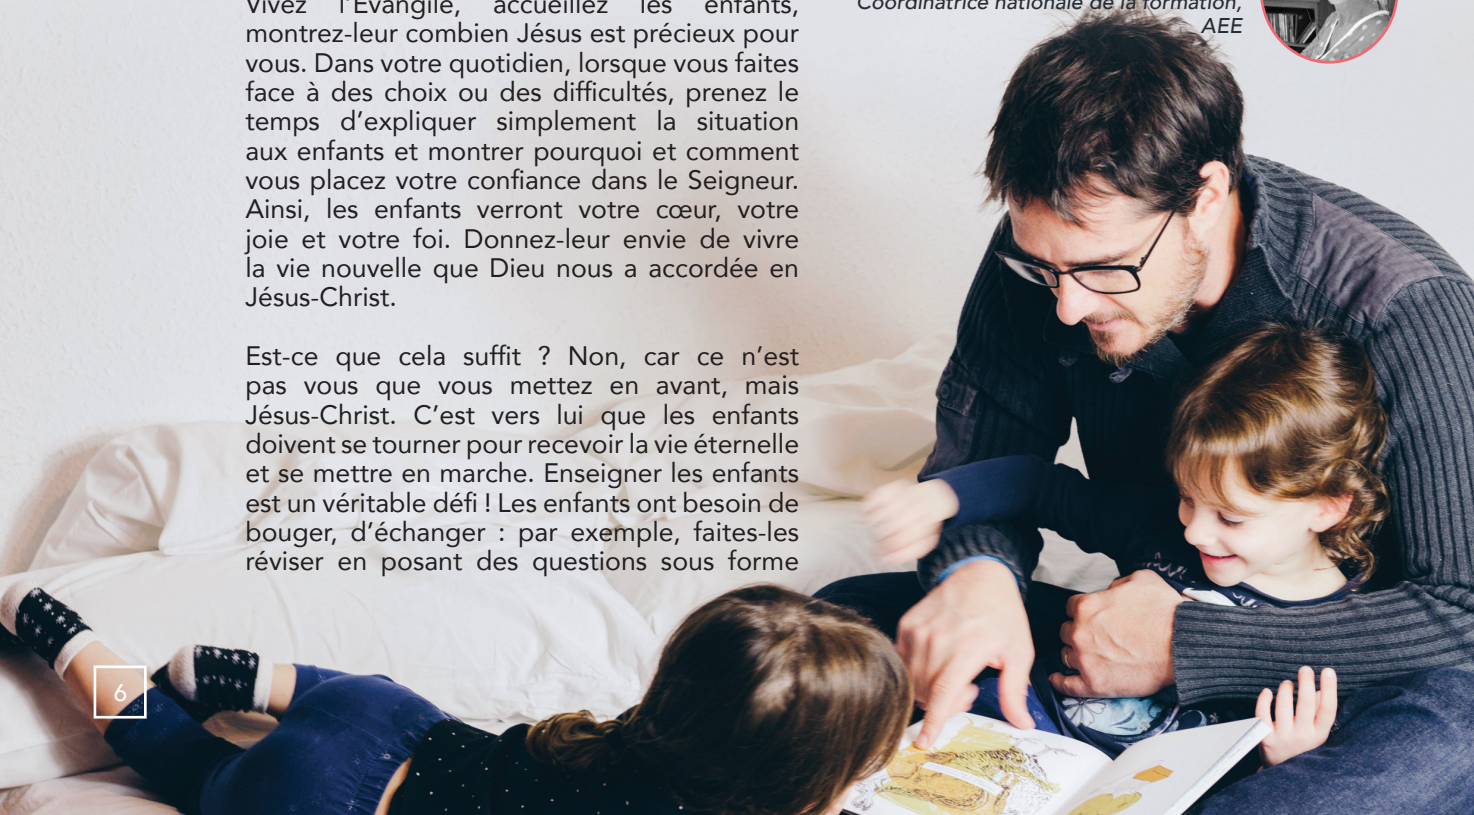 Vivez l'Évangile, accueillez les enfants,
montrez-leur combien Jésus est précieux pour
vous. Dans votre quotidien, lorsque vous faites
face à des choix ou des difficultés, prenez le
temps d'expliquer simplement la situation
aux enfants et montrer pourquoi et comment
vous placez votre confiance dans le Seigneur.
Ainsi, les enfants verront votre cœur, votre
joie et votre foi. Donnez-leur envie de vivre
la vie nouvelle que Dieu nous a accordée en
Jésus-Christ.
Est-ce que cela suffit ? Non, car ce n'est
pas vous que vous mettez en avant, mais
Jésus-Christ. C'est vers lui que les enfants
doivent se tourner pour recevoir la vie éternelle
et se mettre en marche. Enseigner les enfants
est un véritable défi ! Les enfants ont besoin de
bouger, d'échanger : par exemple, faites-les
réviser en posant des questions sous forme
Coordinatrice nationale de la formation,
AEE
6